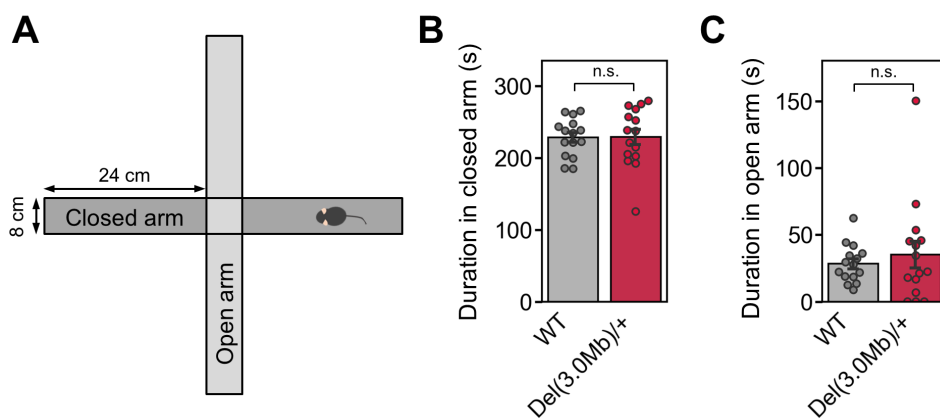 A
24 cm
8 cm
Closed arm
Open arm
B
Duration in closed arm (s)
n.s.
300
200
100
0
WT
Del(3.0Mb)/+
C
Duration in open arm (s)
n.s.
150
100
50
0
WT
Del(3.0Mb)/+